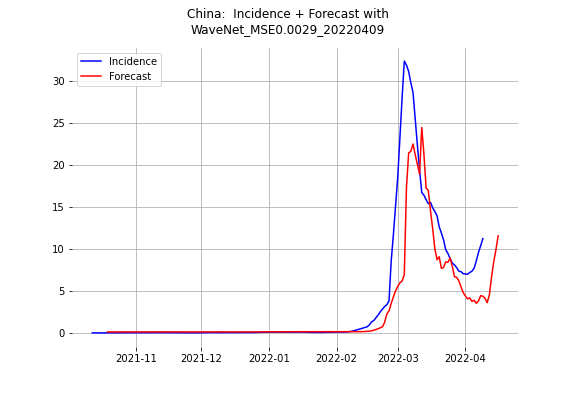 China:  Incidence + Forecast with
WaveNet_MSE0.0029_20220409
Incidence
Forecast
30
25
20
15
10
5
0
2021-11 2021-12 2022-01 2022-02 2022-03 2022-04